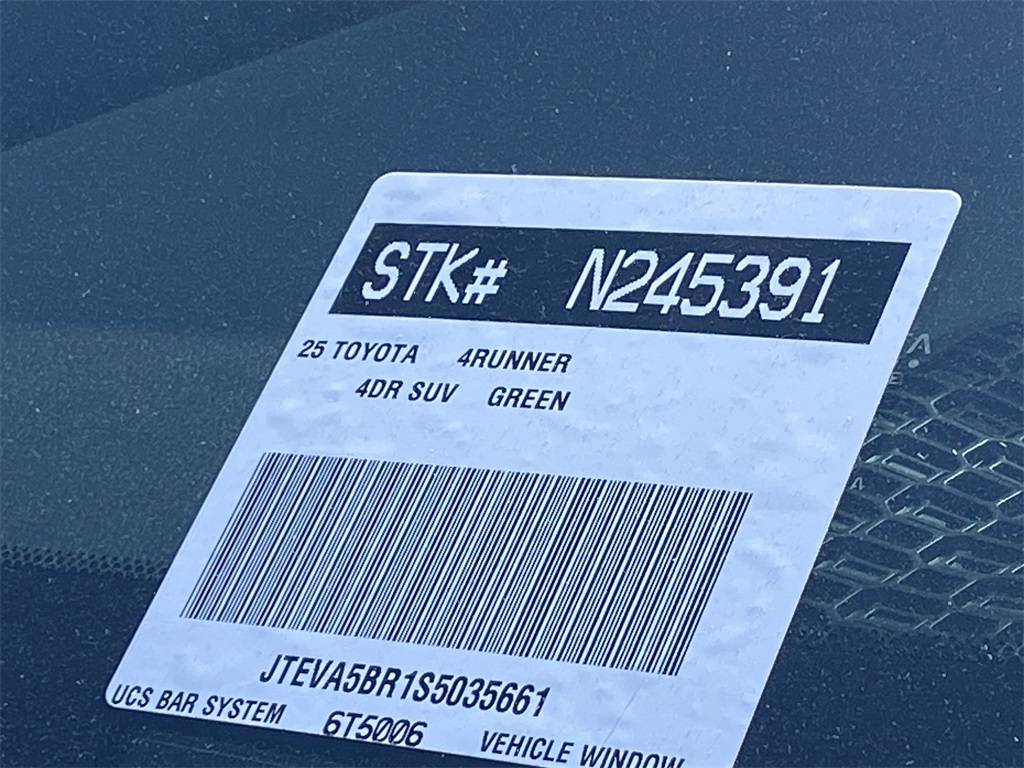 STK# N245391
25 TOYOTA 4RUNNER
4DR SUV GREEN
JTEVA5BR1S5035661
UCS BAR SYSTEM 6T5006 VEHICLE WINDOW